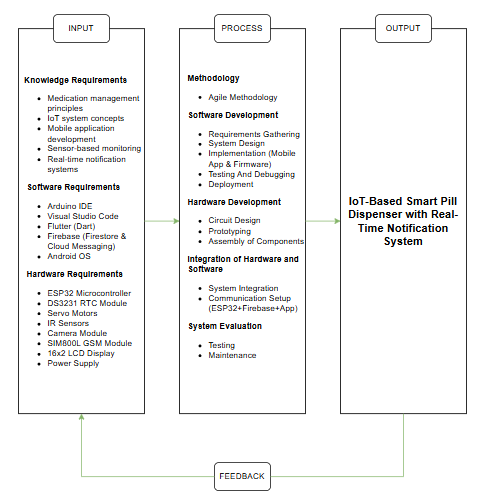 INPUT
Knowledge Requirements
Medication management
principles
IoT system concepts
Mobile application
development
Sensor-based monitoring
Real-time notification
systems
Software Requirements
Arduino IDE
Visual Studio Code
Flutter (Dart)
Firebase (Firestore &
Cloud Messaging)
Android OS
Hardware Requirements
ESP32 Microcontroller
DS3231 RTC Module
Servo Motors
IR Sensors
Camera Module
SIM800L GSM Module
16x2 LCD Display
Power Supply
PROCESS
Methodology
Agile Methodology
Software Development
Requirements Gathering
System Design
Implementation (Mobile
App & Firmware)
Testing And Debugging
Deployment
Hardware Development
Circuit Design
Prototyping
Assembly of Components
Integration of Hardware and
Software
System Integration
Communication Setup
(ESP32+Firebase+App)
System Evaluation
Testing
Maintenance
OUTPUT
IoT-Based Smart Pill
Dispenser with Real-
Time Notification
System
FEEDBACK